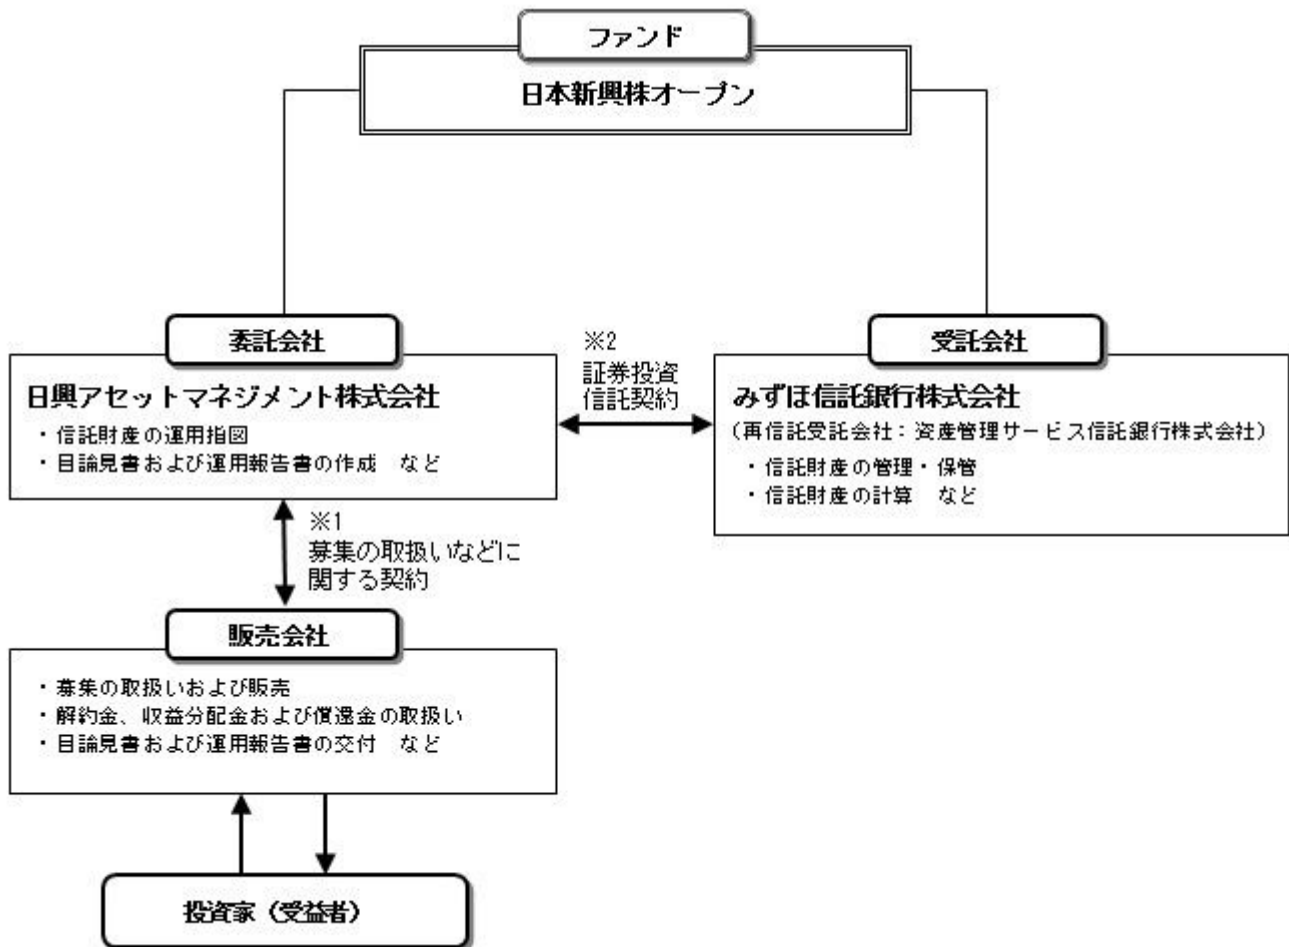 ファンド
日本新興株オープン
委託会社
日興アセットマネジメント株式会社
・信託財産の運用指図
・目論見書および運用報告書の作成　など
※2
証券投資
信託契約
受託会社
みずほ信託銀行株式会社
（再信託受託会社：資産管理サービス信託銀行株式会社）
・信託財産の管理・保管
・信託財産の計算　など
※1
募集の取扱いなどに
関する契約
販売会社
・募集の取扱いおよび販売
・解約金、収益分配金および償還金の取扱い
・目論見書および運用報告書の交付　など
投資家（受益者）